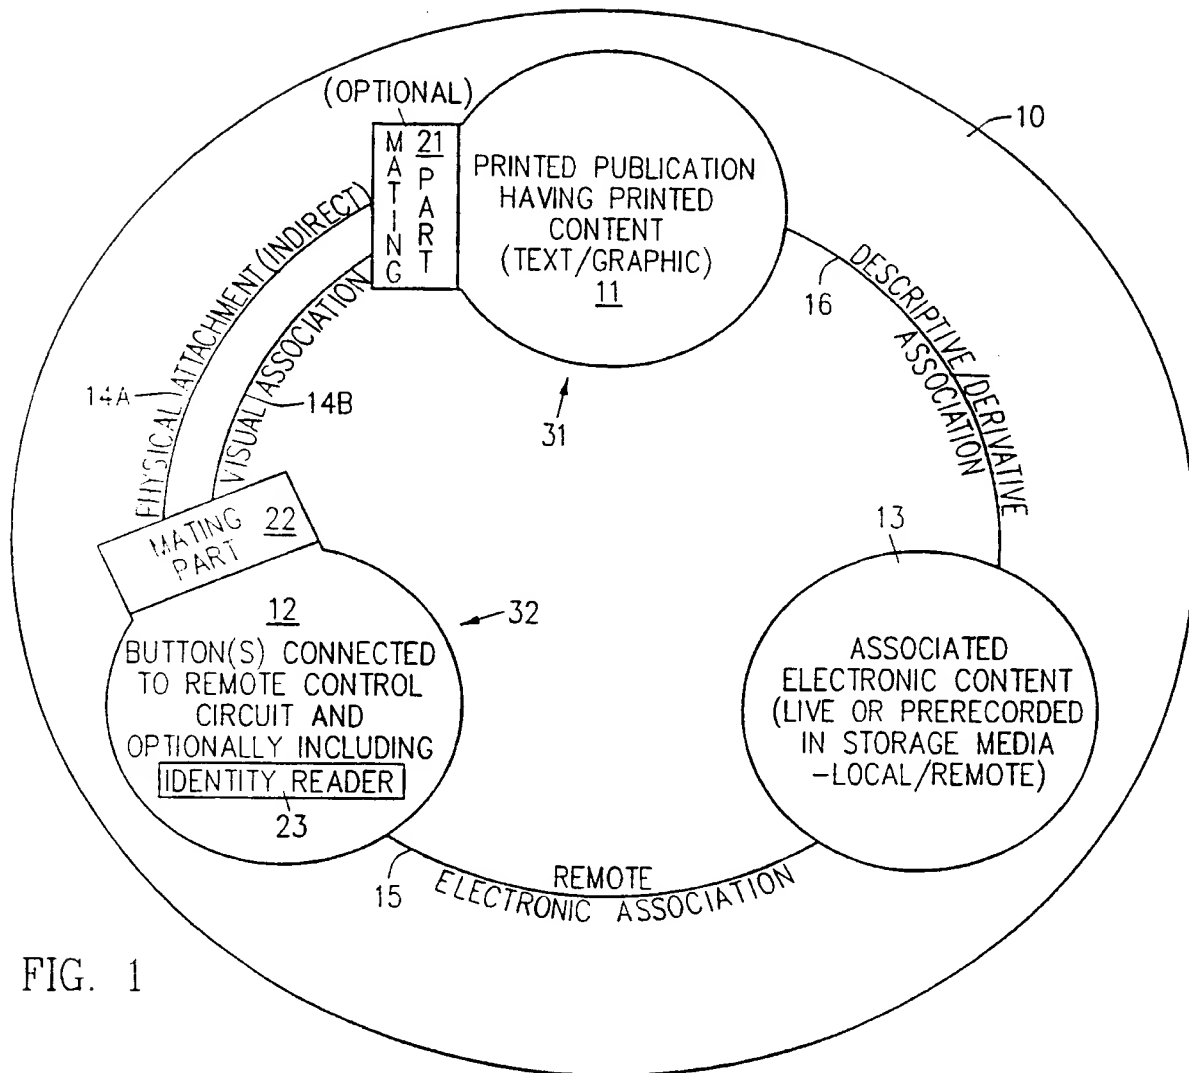 (OPTIONAL)
10
MATING
21
PART
PRINTED PUBLICATION
HAVING PRINTED
CONTENT
(TEXT/GRAPHIC)
11
16
DESCRIPTIVE/DERIVATIVE
ASSOCIATION
PHYSICAL ATTACHMENT (INDIRECT)
14A
VISUAL ASSOCIATION
14B
31
MATING
PART
22
13
12
32
BUTTON(S) CONNECTED
TO REMOTE CONTROL
CIRCUIT AND
OPTIONALLY INCLUDING
IDENTITY READER
23
ASSOCIATED
ELECTRONIC CONTENT
(LIVE OR PRERECORDED
IN STORAGE MEDIA
-LOCAL/REMOTE)
15
REMOTE
ELECTRONIC ASSOCIATION
FIG. 1